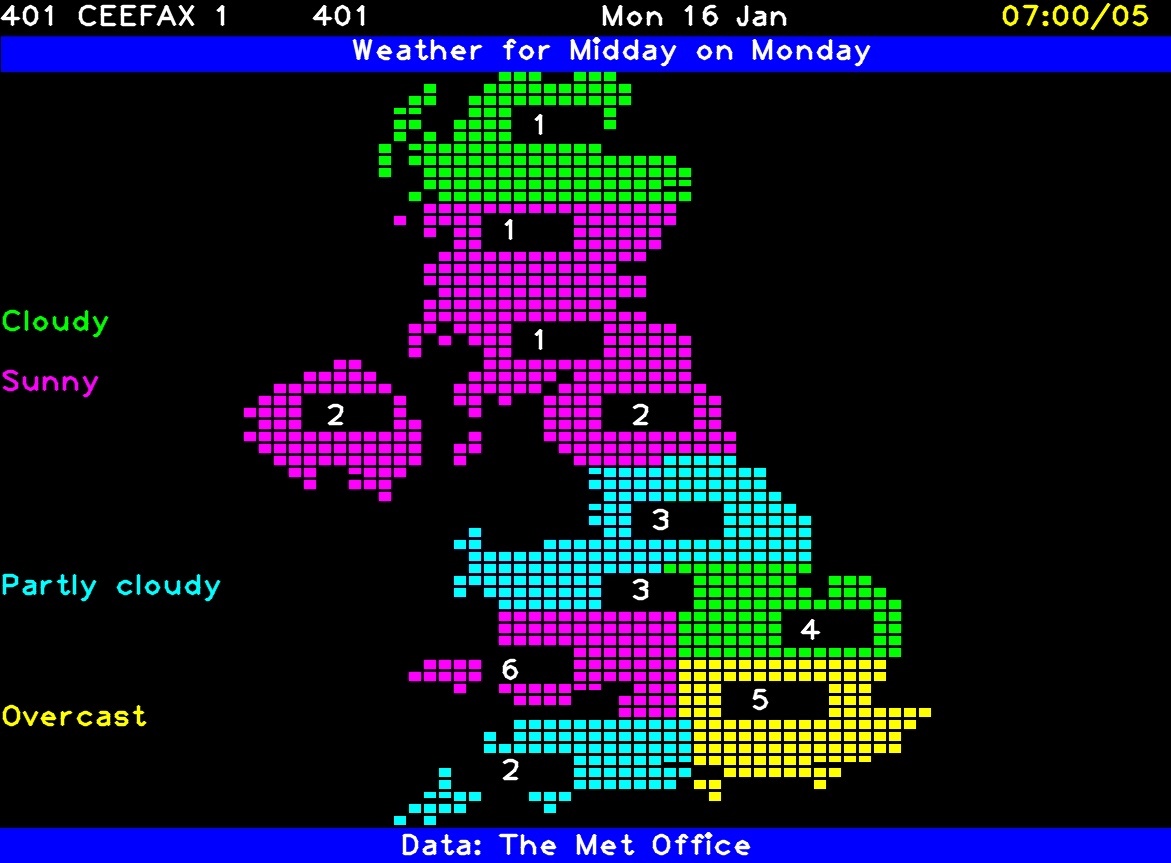 401 CEEFAX 1 401 Mon 16 Jan 07:00/05
Weather for Midday on Monday
1
1
Cloudy
1
Sunny
2 2
3
Partly cloudy
3
4
6
5
Overcast
2
Data: The Met Office